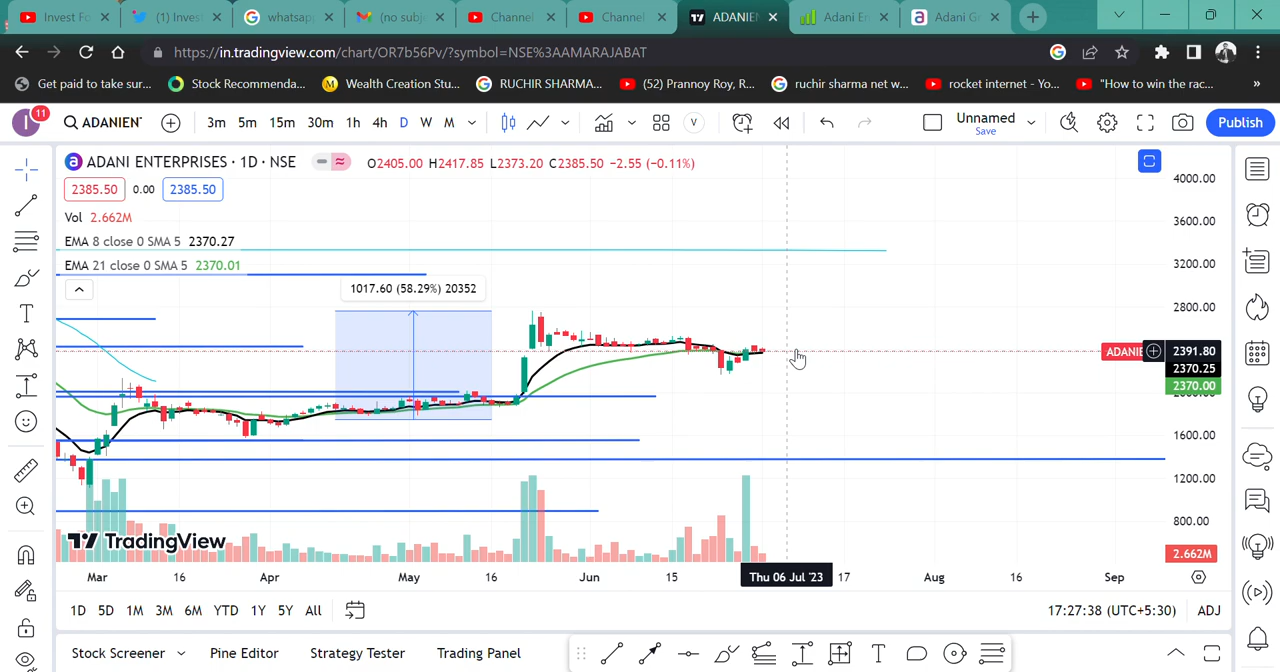 Invest Fo
(1) Invest
whatsapp
(no subje
Channel
Channel
ADANIEN
Adani En
Adani Gr
https://in.tradingview.com/chart/OR7b56Pv/?symbol=NSE%3AAMARAJABAT
Get paid to take sur... Stock Recommenda... Wealth Creation Stu... RUCHIR SHARMA... (52) Prannoy Roy, R... ruchir sharma net w... rocket internet - Yo... "How to win the rac... »
11
ADANIENT 3m 5m 15m 30m 1h 4h D W M V Unnamed Save Publish
ADANI ENTERPRISES · 1D · NSE O2405.00 H2417.85 L2373.20 C2385.50 −2.55 (−0.11%)
2385.50 0.00 2385.50
Vol 2.662M
EMA 8 close 0 SMA 5 2370.27
EMA 21 close 0 SMA 5 2370.01
1017.60 (58.29%) 20352
4000.00
3600.00
3200.00
2800.00
ADANIE 2391.80
2370.25
2370.00
2000.00
1600.00
1200.00
800.00
2.662M
TradingView
Mar 16 Apr May 16 Jun 15 Thu 06 Jul '23 17 Aug 16 Sep
1D 5D 1M 3M 6M YTD 1Y 5Y All 17:27:38 (UTC+5:30) ADJ
Stock Screener Pine Editor Strategy Tester Trading Panel